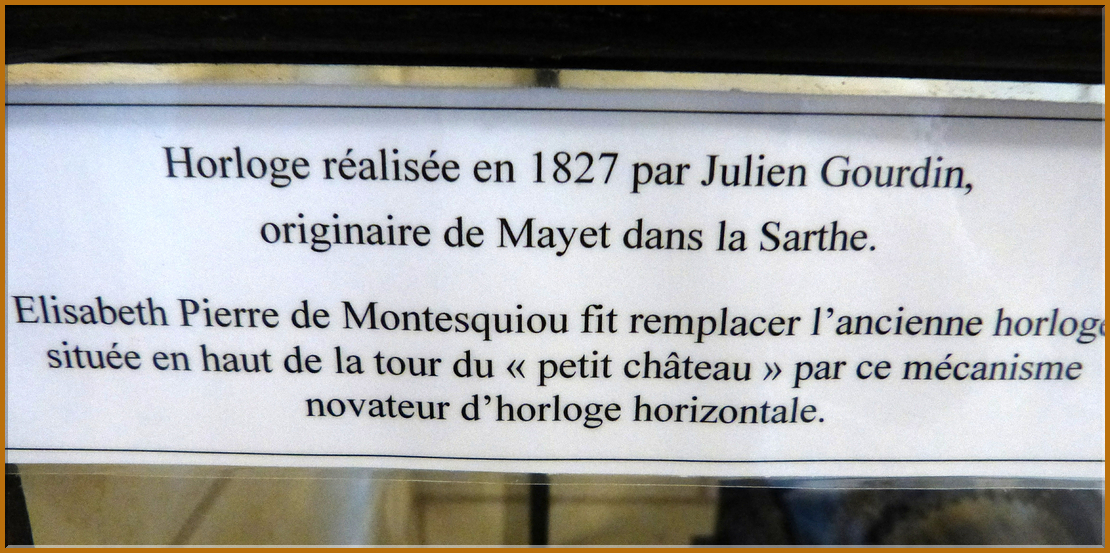 Horloge réalisée en 1827 par Julien Gourdin,
originaire de Mayet dans la Sarthe.
Elisabeth Pierre de Montesquiou fit remplacer l’ancienne horloge
située en haut de la tour du « petit château » par ce mécanisme
novateur d’horloge horizontale.